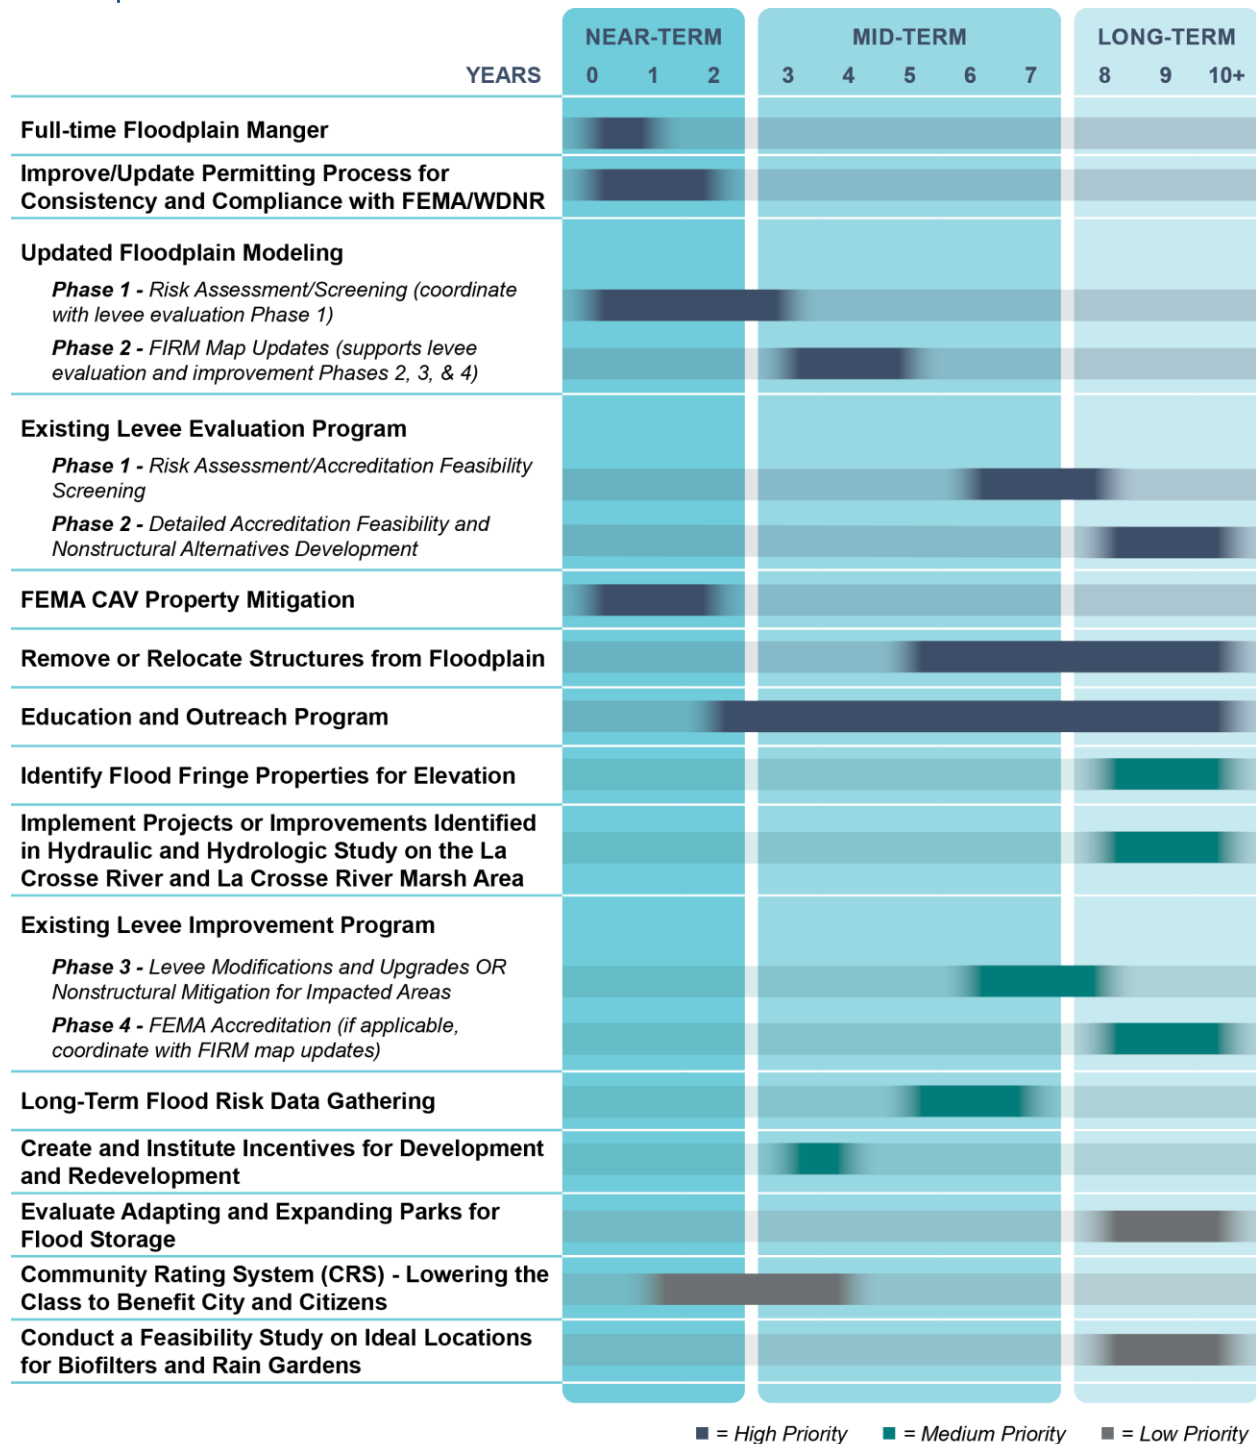 NEAR-TERM MID-TERM LONG-TERM
YEARS 0 1 2 3 4 5 6 7 8 9 10+
Full-time Floodplain Manger
Improve/Update Permitting Process for
Consistency and Compliance with FEMA/WDNR
Updated Floodplain Modeling
Phase 1 - Risk Assessment/Screening (coordinate
with levee evaluation Phase 1)
Phase 2 - FIRM Map Updates (supports levee
evaluation and improvement Phases 2, 3, & 4)
Existing Levee Evaluation Program
Phase 1 - Risk Assessment/Accreditation Feasibility
Screening
Phase 2 - Detailed Accreditation Feasibility and
Nonstructural Alternatives Development
FEMA CAV Property Mitigation
Remove or Relocate Structures from Floodplain
Education and Outreach Program
Identify Flood Fringe Properties for Elevation
Implement Projects or Improvements Identified
in Hydraulic and Hydrologic Study on the La
Crosse River and La Crosse River Marsh Area
Existing Levee Improvement Program
Phase 3 - Levee Modifications and Upgrades OR
Nonstructural Mitigation for Impacted Areas
Phase 4 - FEMA Accreditation (if applicable,
coordinate with FIRM map updates)
Long-Term Flood Risk Data Gathering
Create and Institute Incentives for Development
and Redevelopment
Evaluate Adapting and Expanding Parks for
Flood Storage
Community Rating System (CRS) - Lowering the
Class to Benefit City and Citizens
Conduct a Feasibility Study on Ideal Locations
for Biofilters and Rain Gardens
= High Priority = Medium Priority = Low Priority